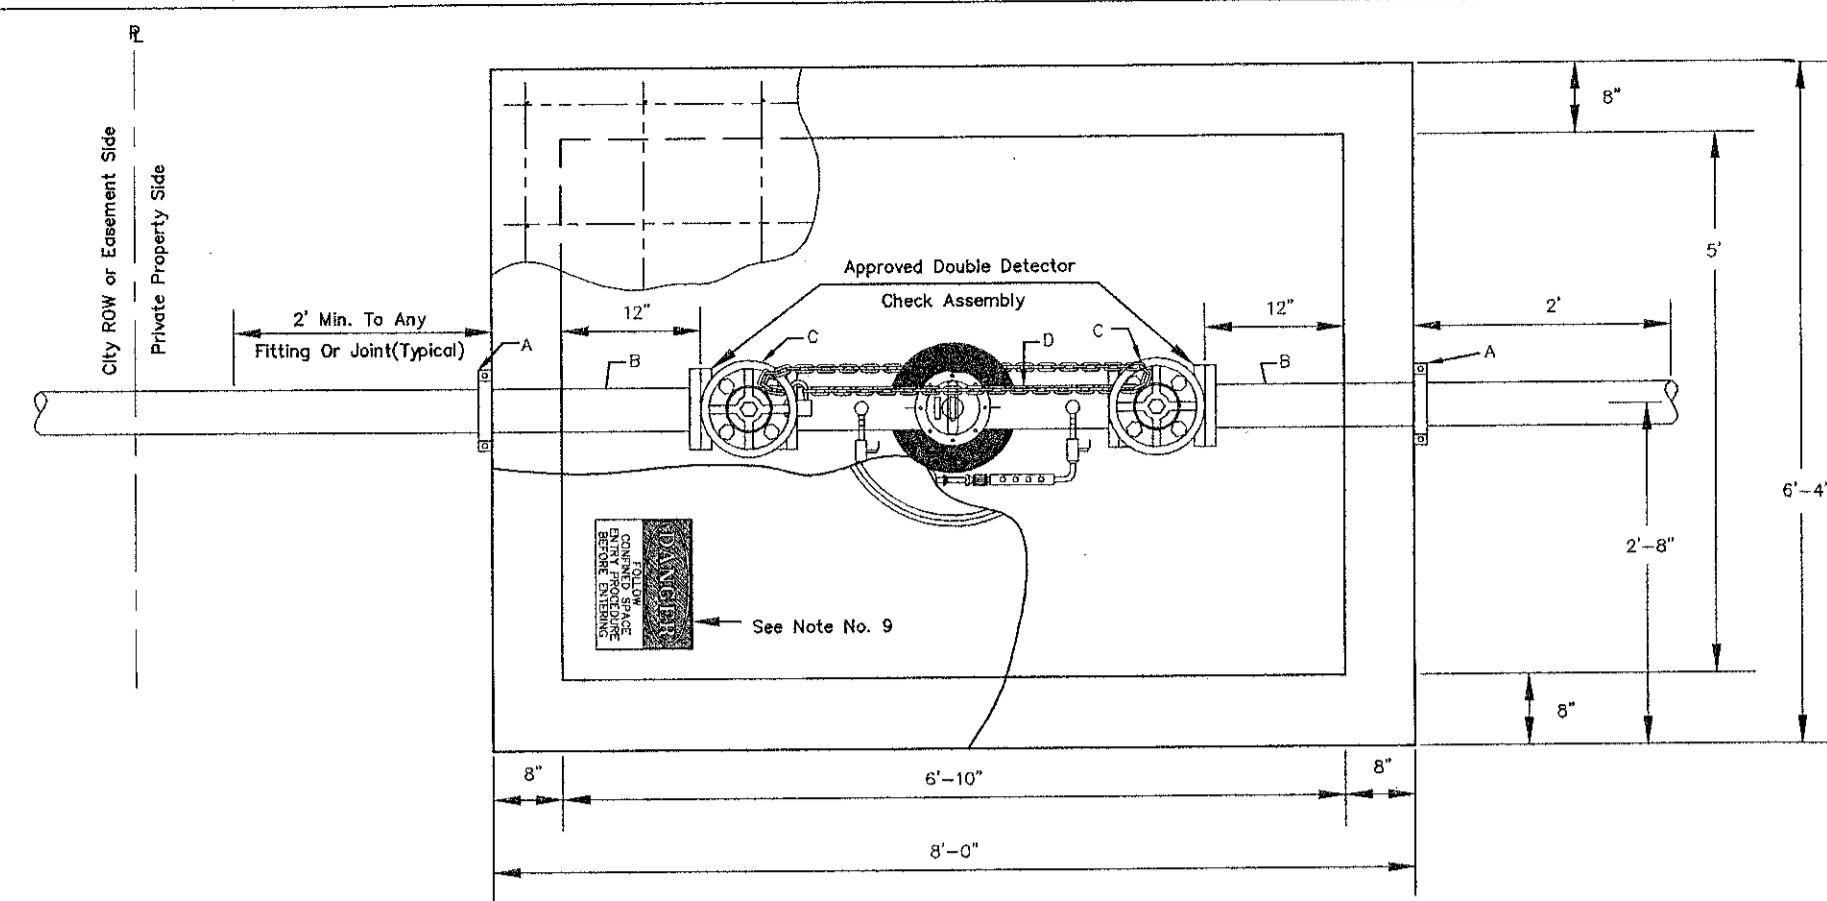 PL
City ROW or Easement Side
Private Property Side
2' Min. To Any
Fitting Or Joint(Typical)
A
B
12"
Approved Double Detector
Check Assembly
C
D
C
12"
B
A
2'
8"
5'
6'-4"
2'-8"
8"
DANGER
FOLLOW
CONFINED SPACE
ENTRY PROCEDURE
BEFORE ENTERING
See Note No. 9
8"
6'-10"
8"
8'-0"